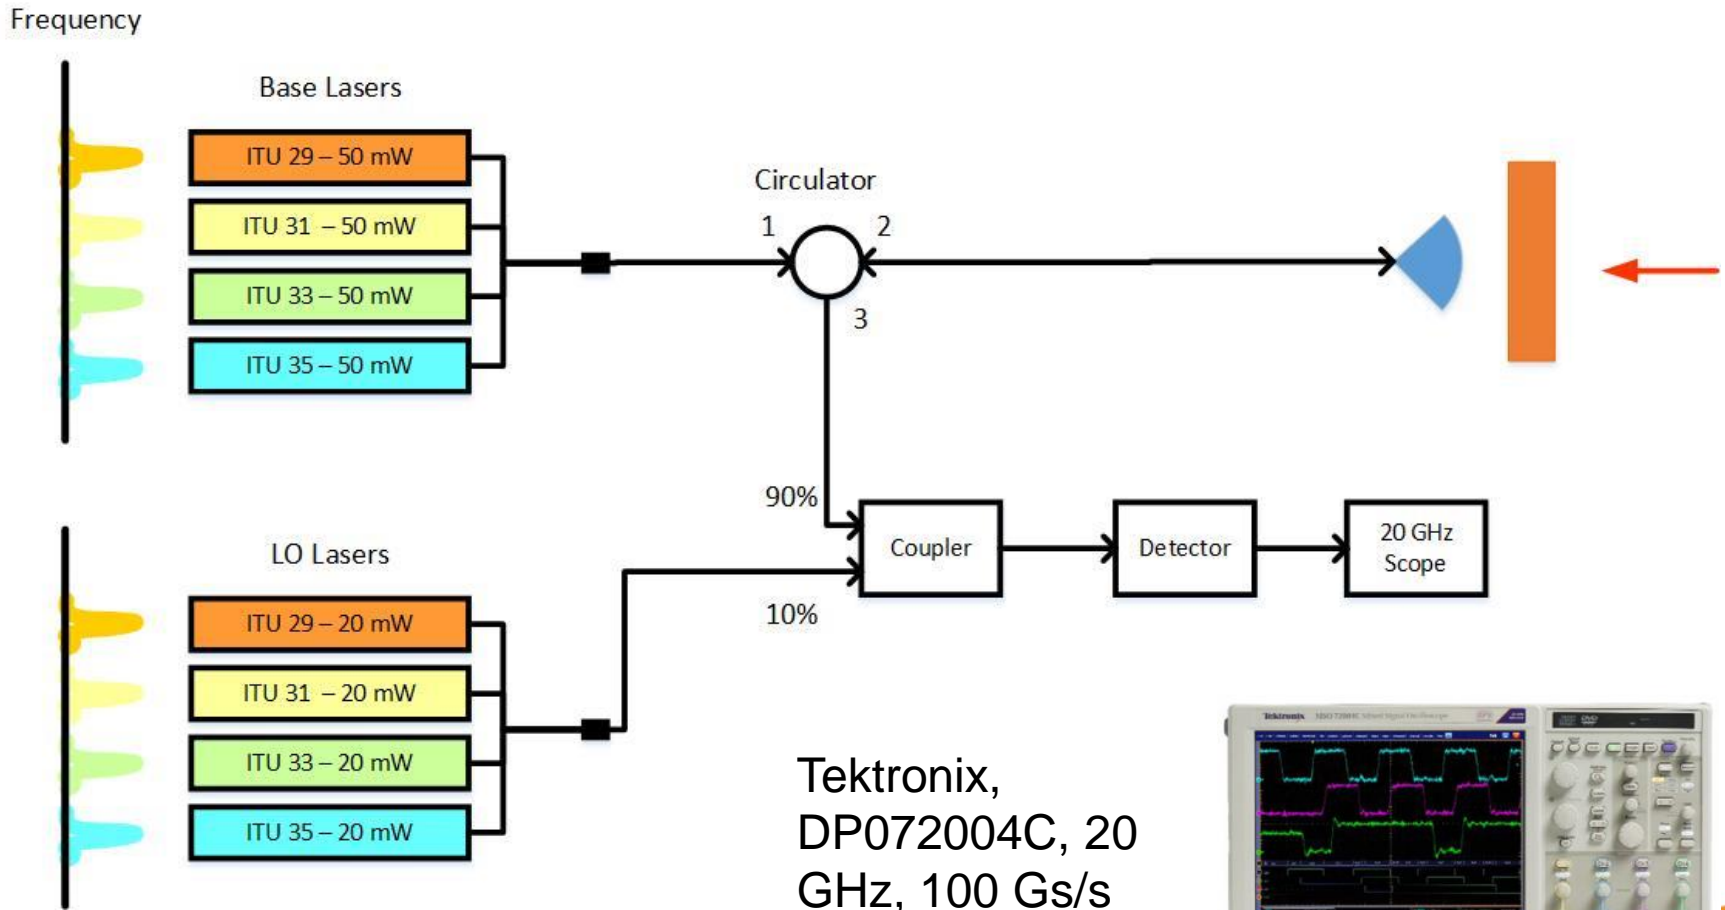 Frequency
Base Lasers
ITU 29 – 50 mW
ITU 31 – 50 mW
ITU 33 – 50 mW
ITU 35 – 50 mW
Circulator
1
2
3
90%
10%
Coupler
Detector
20 GHz
Scope
LO Lasers
ITU 29 – 20 mW
ITU 31 – 20 mW
ITU 33 – 20 mW
ITU 35 – 20 mW
Tektronix,
DP072004C, 20
GHz, 100 Gs/s
Tektronix